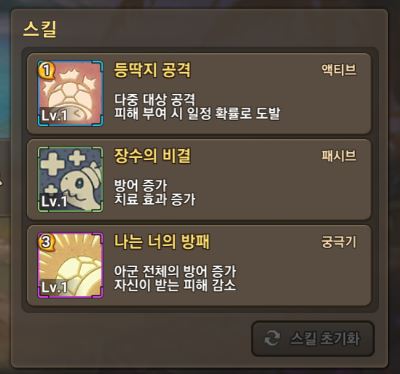 스킬
1
등딱지 공격
액티브
다중 대상 공격
피해 부여 시 일정 확률로 도발
Lv.1
장수의 비결
패시브
방어 증가
치료 효과 증가
Lv.1
3
나는 너의 방패
궁극기
아군 전체의 방어 증가
자신이 받는 피해 감소
Lv.1
스킬 초기화